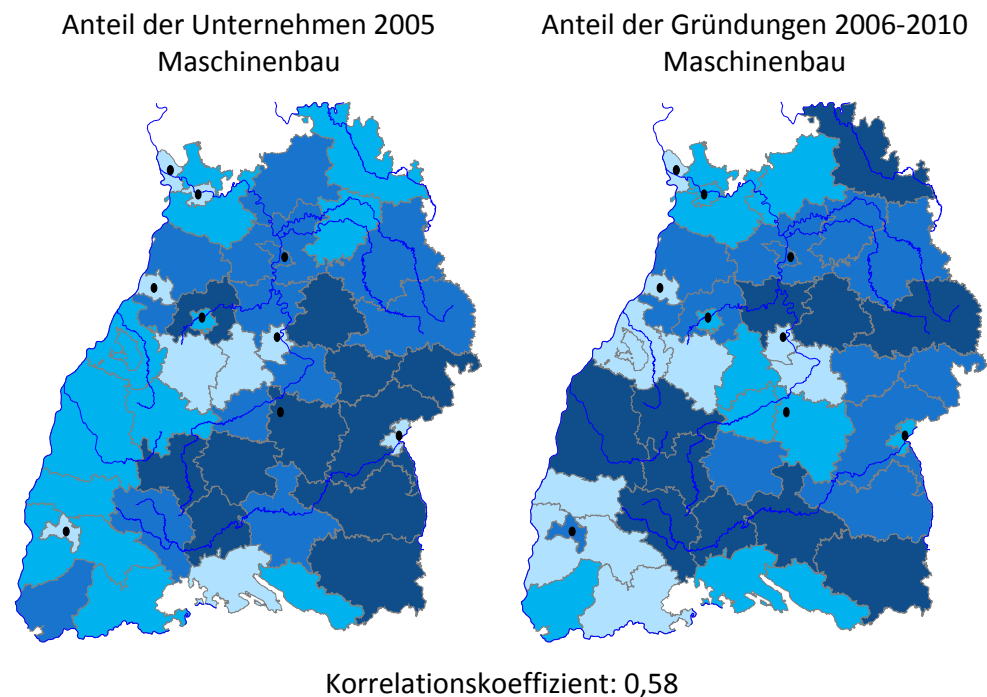 Anteil der Unternehmen 2005
Maschinenbau
Anteil der Gründungen 2006-2010
Maschinenbau
Korrelationskoeffizient: 0,58